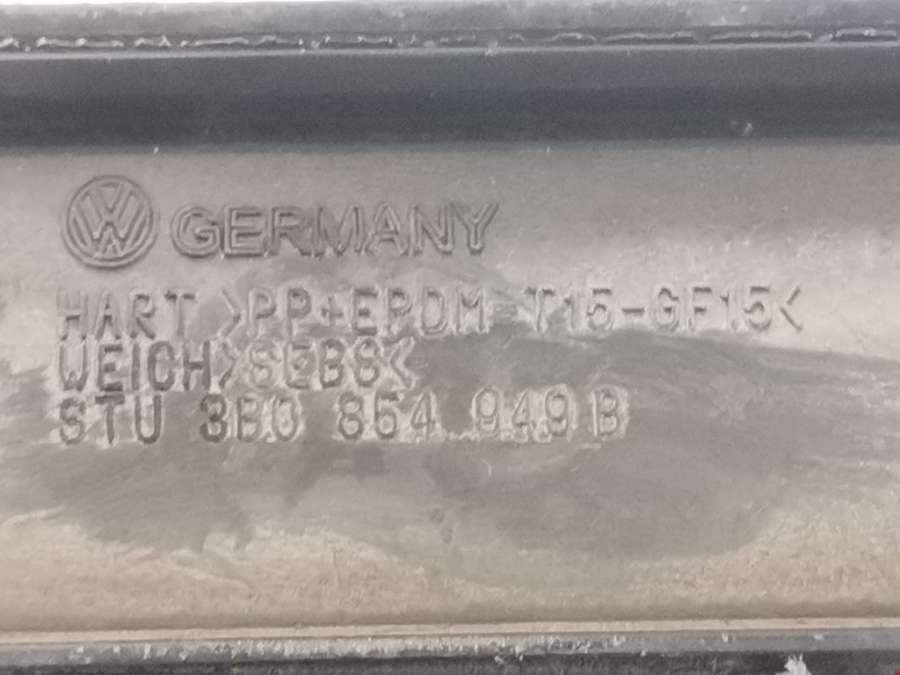 GERMANY
HART >PP+EPDM T15-GF15<
WEICH>SEBS<
STU 3B0 854 949 B